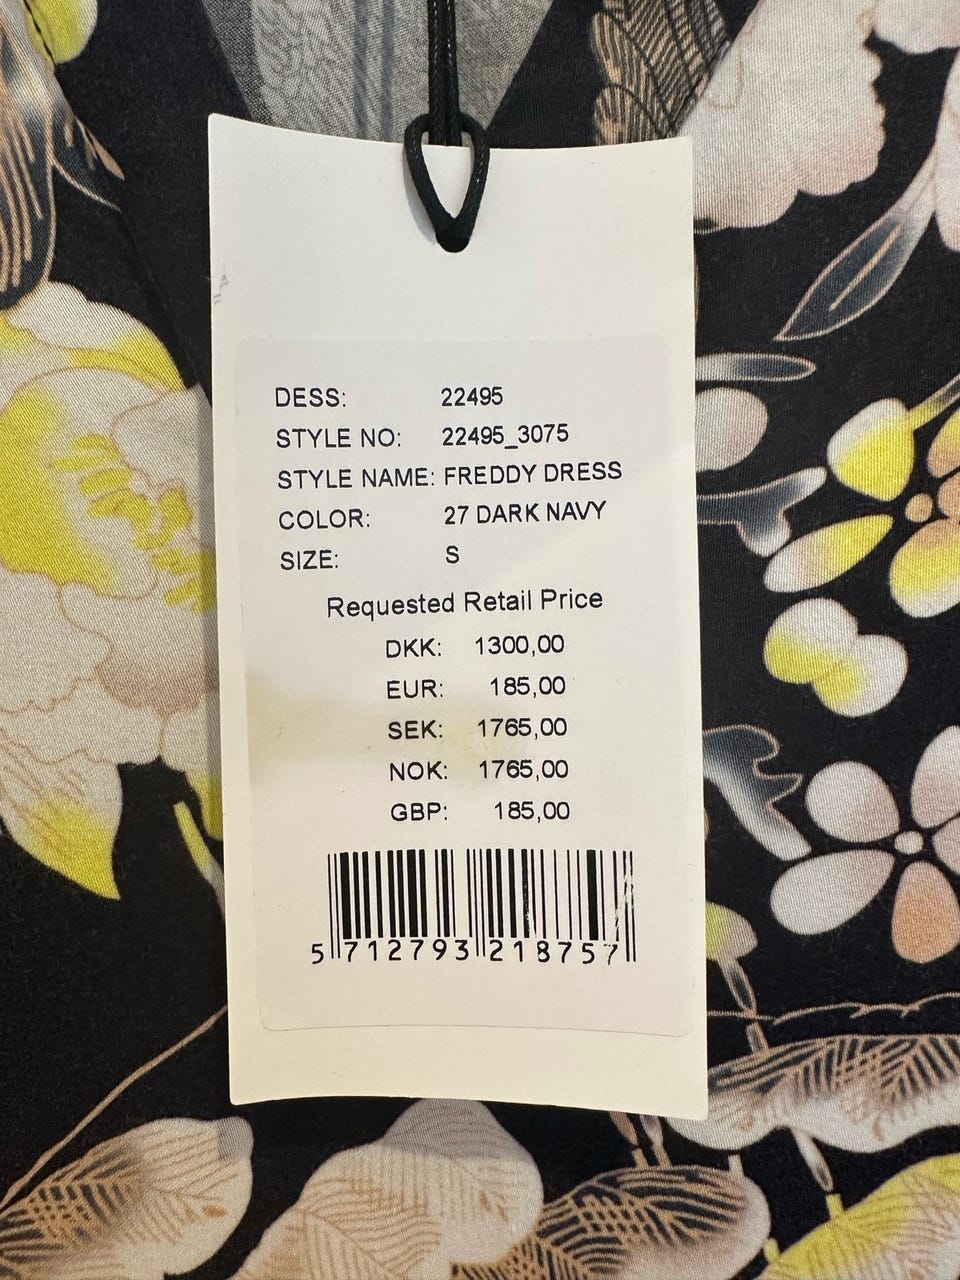 DESS: 22495
STYLE NO: 22495_3075
STYLE NAME: FREDDY DRESS
COLOR: 27 DARK NAVY
SIZE: S
Requested Retail Price
DKK: 1300,00
EUR: 185,00
SEK: 1765,00
NOK: 1765,00
GBP: 185,00
5 712793 218757